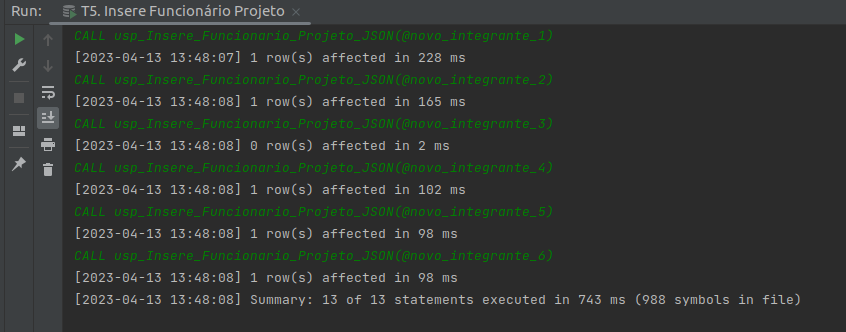 Run: T5. Insere Funcionário Projeto
CALL usp_Insere_Funcionario_Projeto_JSON(@novo_integrante_1)
[2023-04-13 13:48:07] 1 row(s) affected in 228 ms
CALL usp_Insere_Funcionario_Projeto_JSON(@novo_integrante_2)
[2023-04-13 13:48:08] 1 row(s) affected in 165 ms
CALL usp_Insere_Funcionario_Projeto_JSON(@novo_integrante_3)
[2023-04-13 13:48:08] 0 row(s) affected in 2 ms
CALL usp_Insere_Funcionario_Projeto_JSON(@novo_integrante_4)
[2023-04-13 13:48:08] 1 row(s) affected in 102 ms
CALL usp_Insere_Funcionario_Projeto_JSON(@novo_integrante_5)
[2023-04-13 13:48:08] 1 row(s) affected in 98 ms
CALL usp_Insere_Funcionario_Projeto_JSON(@novo_integrante_6)
[2023-04-13 13:48:08] 1 row(s) affected in 98 ms
[2023-04-13 13:48:08] Summary: 13 of 13 statements executed in 743 ms (988 symbols in file)